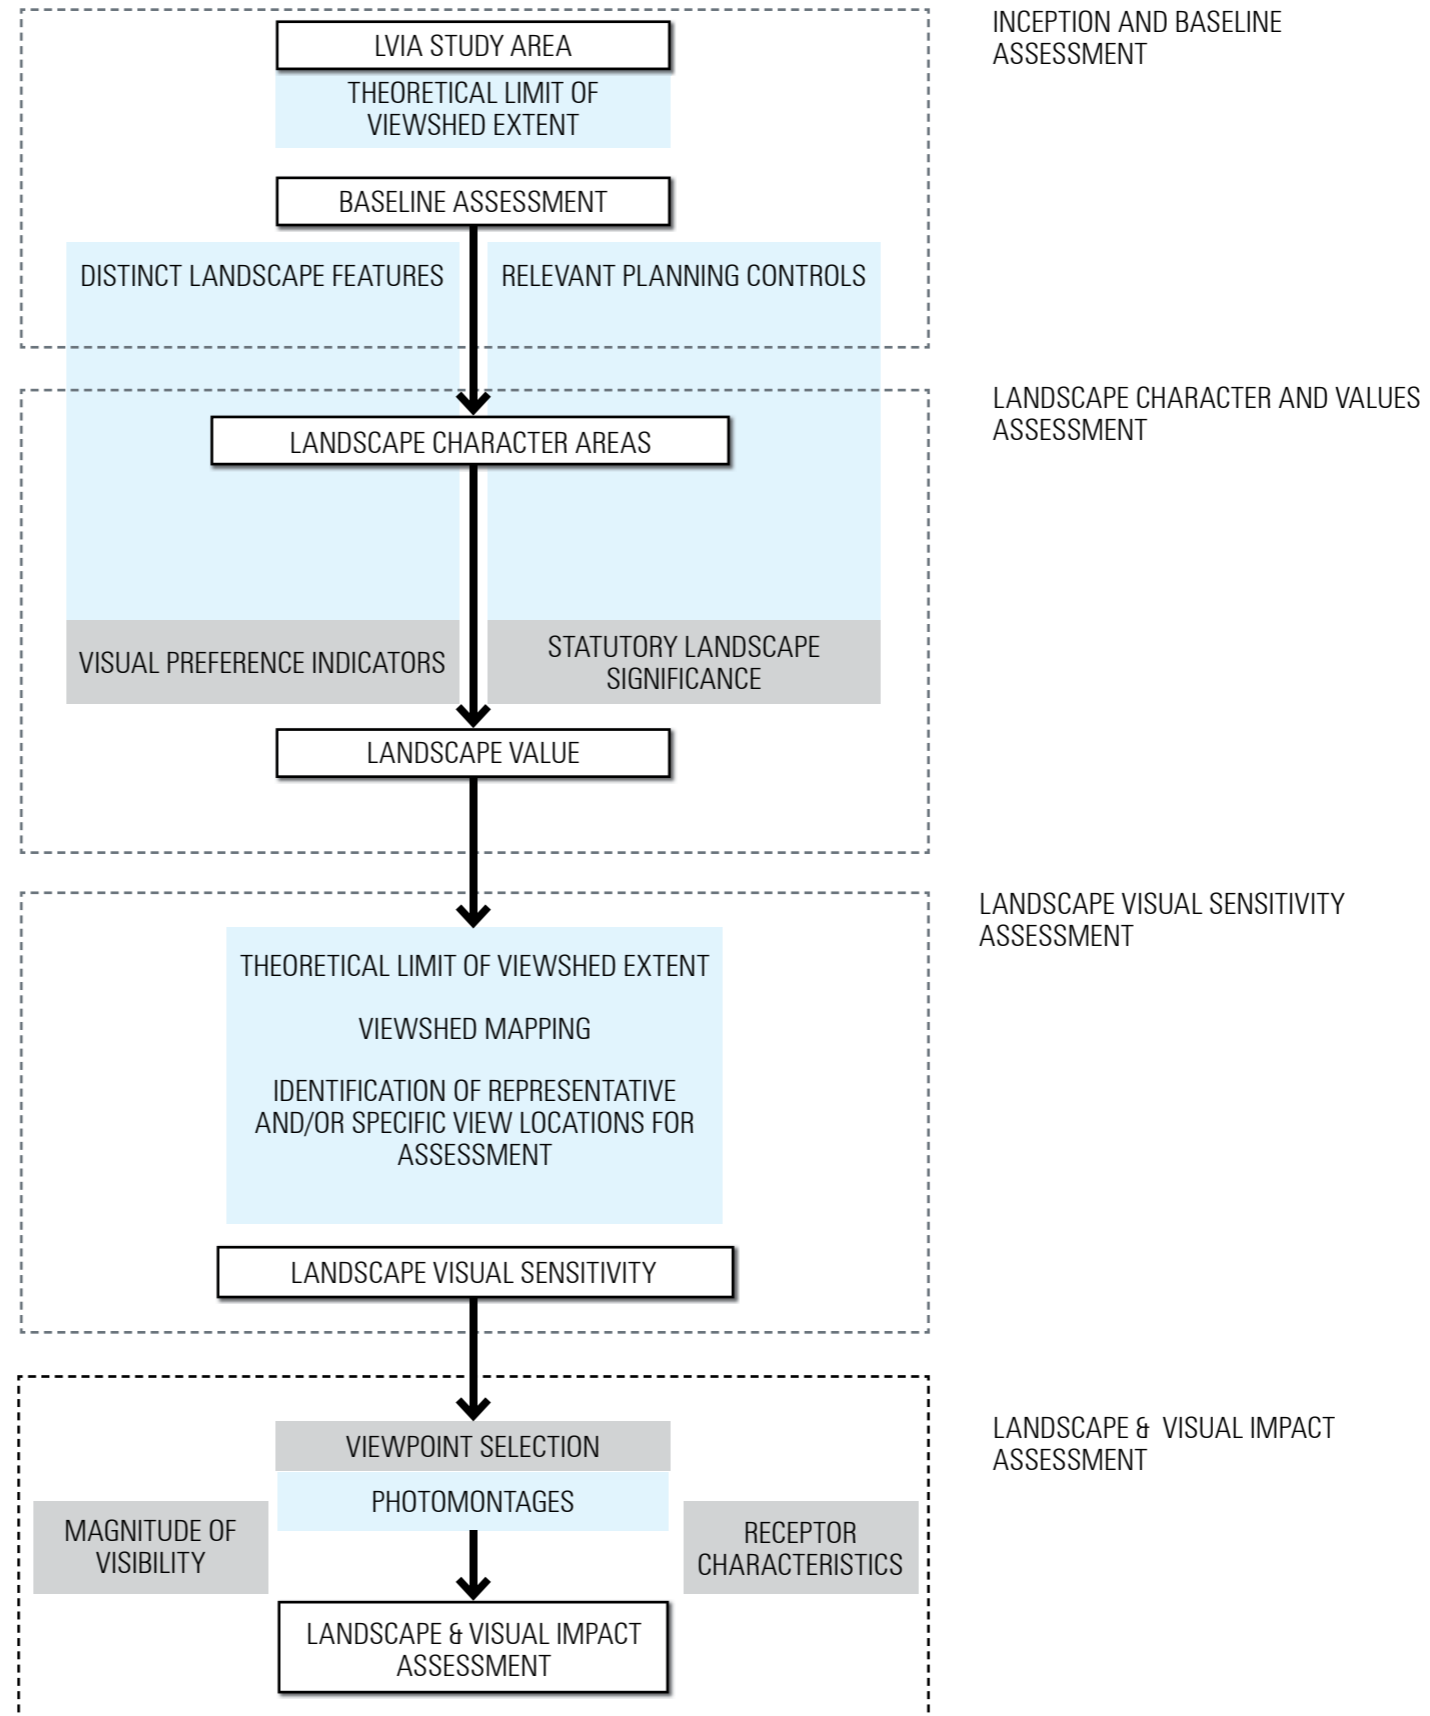 INCEPTION AND BASELINE
ASSESSMENT
LVIA STUDY AREA
THEORETICAL LIMIT OF
VIEWSHED EXTENT
BASELINE ASSESSMENT
DISTINCT LANDSCAPE FEATURES
RELEVANT PLANNING CONTROLS
LANDSCAPE CHARACTER AND VALUES
ASSESSMENT
LANDSCAPE CHARACTER AREAS
VISUAL PREFERENCE INDICATORS
STATUTORY LANDSCAPE
SIGNIFICANCE
LANDSCAPE VALUE
LANDSCAPE VISUAL SENSITIVITY
ASSESSMENT
THEORETICAL LIMIT OF VIEWSHED EXTENT
VIEWSHED MAPPING
IDENTIFICATION OF REPRESENTATIVE
AND/OR SPECIFIC VIEW LOCATIONS FOR
ASSESSMENT
LANDSCAPE VISUAL SENSITIVITY
LANDSCAPE & VISUAL IMPACT
ASSESSMENT
VIEWPOINT SELECTION
PHOTOMONTAGES
MAGNITUDE OF
VISIBILITY
RECEPTOR
CHARACTERISTICS
LANDSCAPE & VISUAL IMPACT
ASSESSMENT